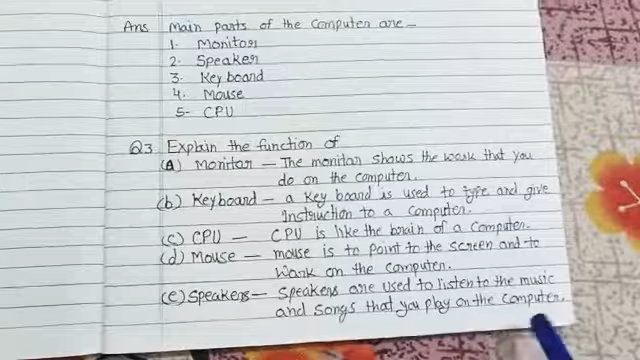 Ans Main parts of the Computer are -
1. Monitor
2. Speaker
3. Key board
4. Mouse
5- CPU
Q3 Explain the function of
(A) Monitor - The monitor shows the work that you
do on the computer.
(b) Keyboard - a Key board is used to type and give
Instruction to a computer.
(c) CPU - CPU is like the brain of a computer.
(d) Mouse - mouse is to point to the screen and to
work on the computer.
(e) Speakers - Speakers are used to listen to the music
and songs that you play on the computer.